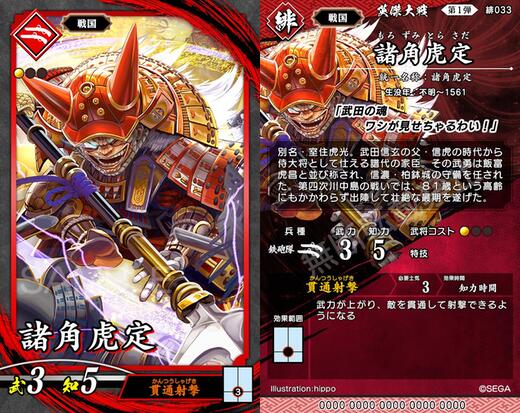 戦国
諸角虎定
武3 知5
かんつうしゃげき
貫通射撃
3
緋
戦国
英傑大戦
第1弾
緋033
もろ ずみ とら さだ
諸角虎定
統一名称:諸角虎定
生没年:不明～1561
「武田の魂
ワシが見せちゃるわい!」
別名・室住虎光。武田信玄の父・信虎の時代から
侍大将として仕える譜代の家臣。その武勇は飯富
虎昌と並び称され、信濃・柏鉢城の守備を任され
た。第四次川中島の戦いでは、81歳という高齢
にもかかわらず出陣して壮絶な最期を遂げた。
兵種 武力 知力 武将コスト
鉄砲隊 3 5 特技
かんつうしゃげき
貫通射撃
必要士気
3
効果時間
知力時間
効果範囲
武力が上がり、敵を貫通して射撃できるよ
うになる
Illustration:hippo
©SEGA
0000-0000-0000-0000-0000